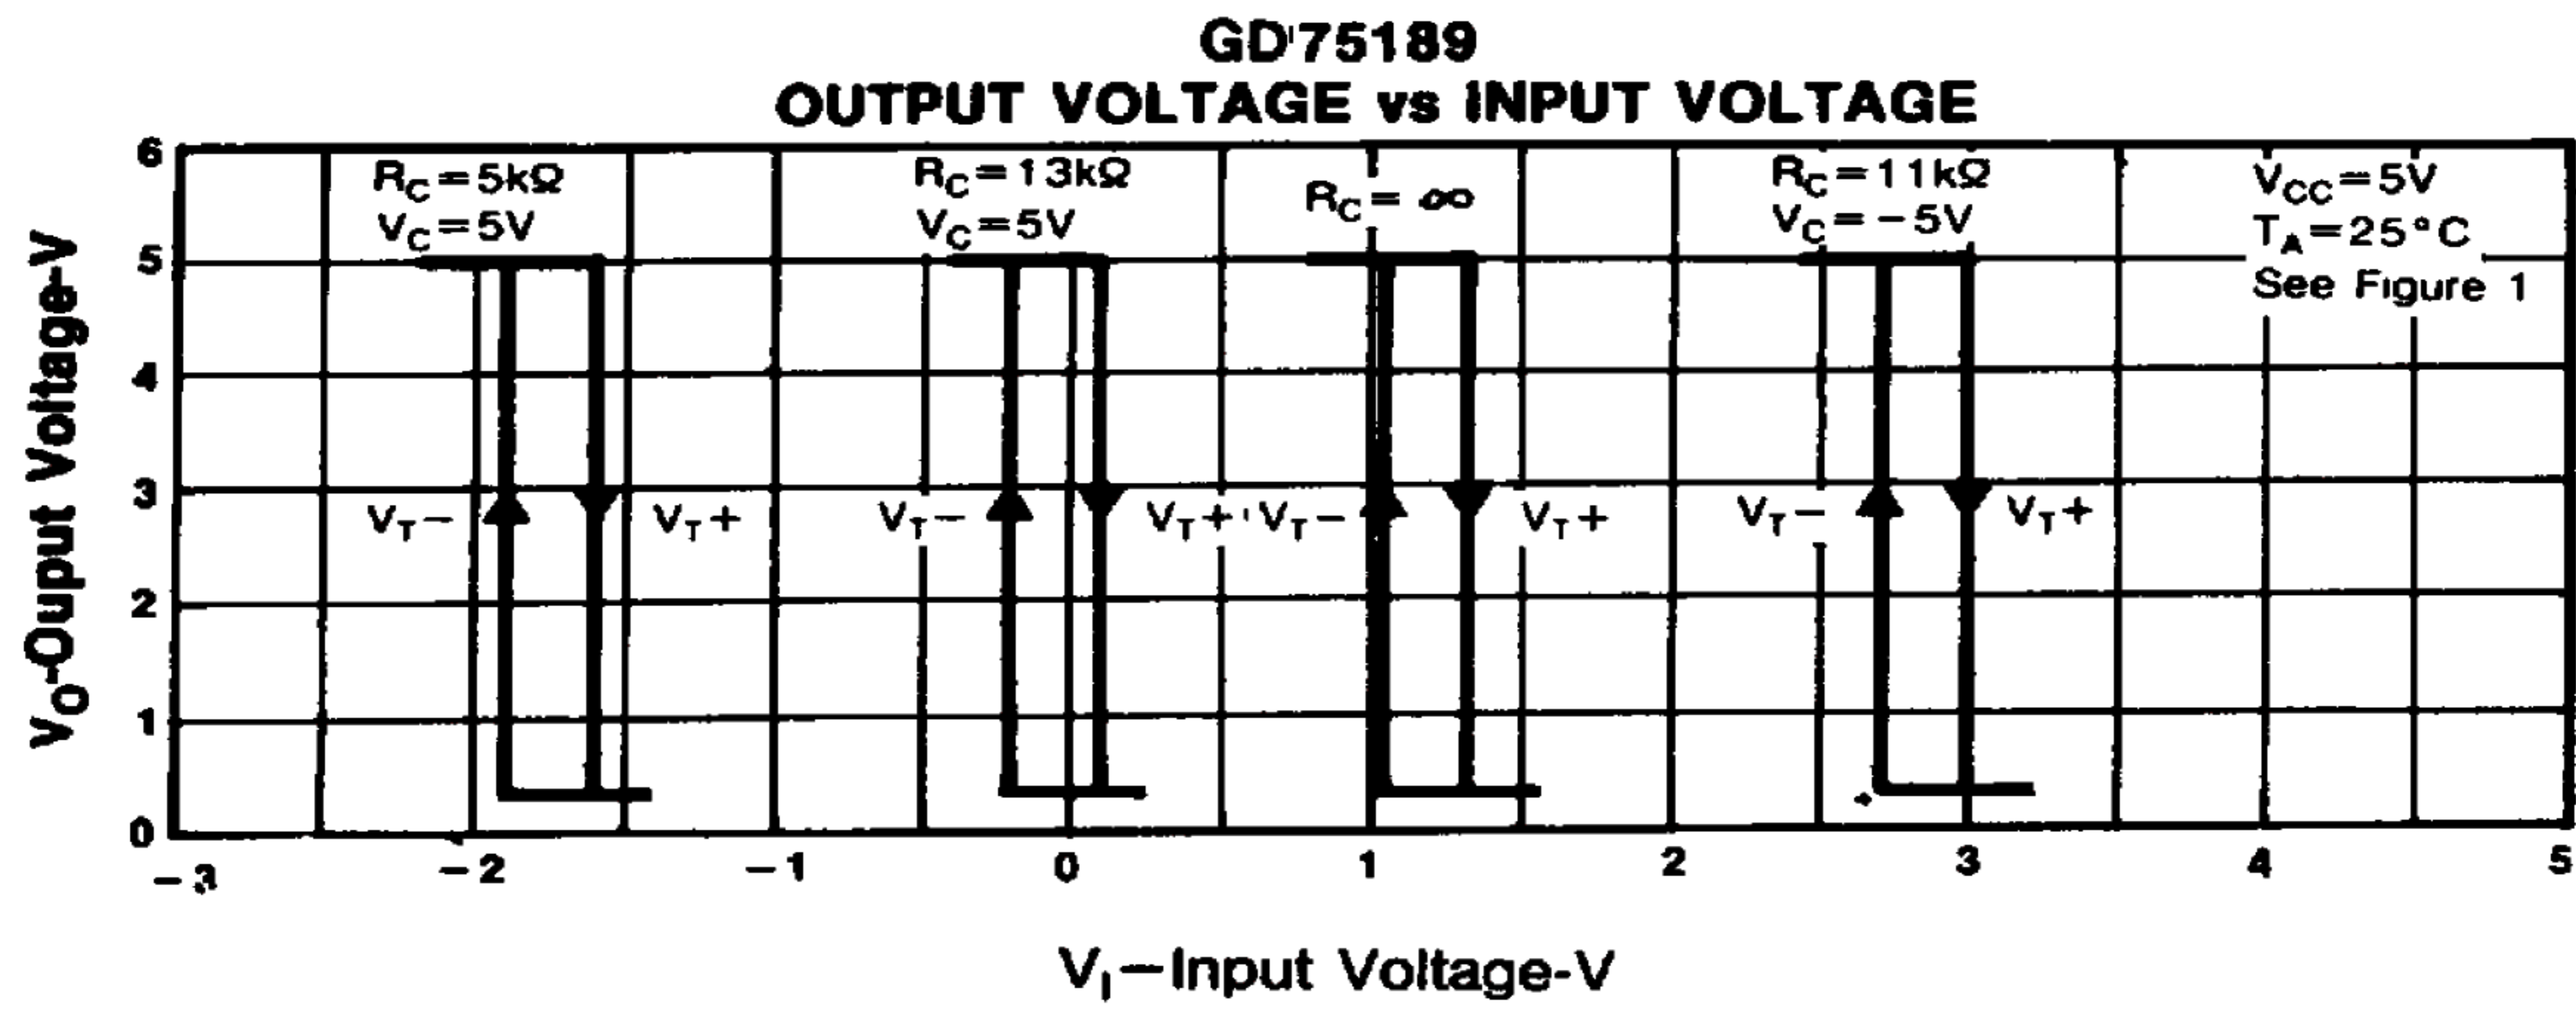 GD75189
OUTPUT VOLTAGE vs INPUT VOLTAGE
6
5
4
3
2
1
0
VO-Ouput Voltage-V
RC=5kΩ
VC=5V
RC=13kΩ
VC=5V
RC=∞
RC=11kΩ
VC=-5V
VCC=5V
TA=25°C
See Figure 1
VT- VT+ VT- VT+ VT- VT+ VT- VT+
-3 -2 -1 0 1 2 3 4 5
VI-Input Voltage-V